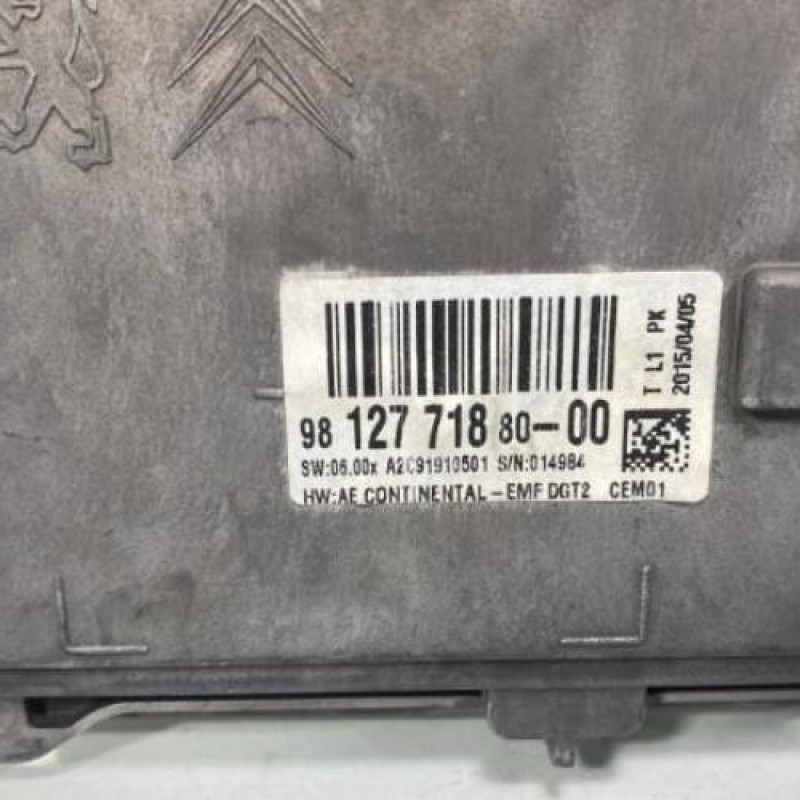 98 127 718 80-00
SW:06.00x A2C91910501 S/N:014984
HW:AE CONTINENTAL-EMF DGT2 CEM01
T L1 PK
2015/04/05